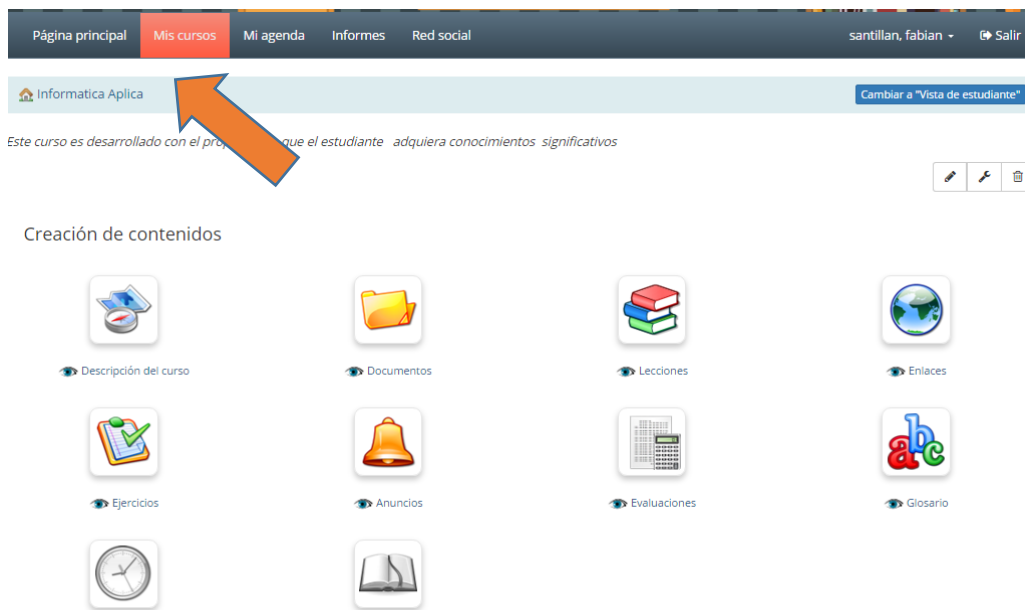 Página principal Mis cursos Mi agenda Informes Red social santillan, fabian Salir
Informatica Aplica Cambiar a "Vista de estudiante"
Este curso es desarrollado con el que el estudiante adquiera conocimientos significativos
Creación de contenidos
Descripción del curso Documentos Lecciones Enlaces
abc
Ejercicios Anuncios Evaluaciones Glosario